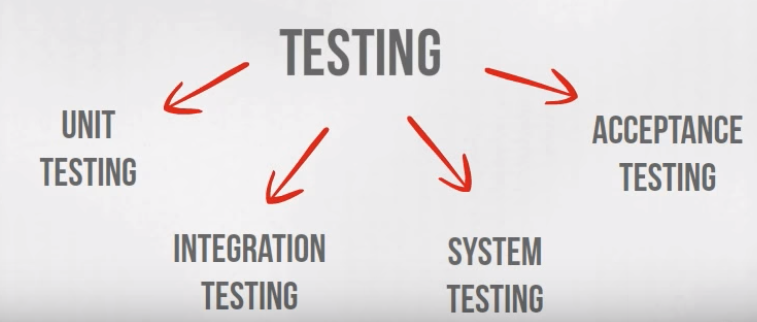 TESTING
UNIT
TESTING
INTEGRATION
TESTING
SYSTEM
TESTING
ACCEPTANCE
TESTING